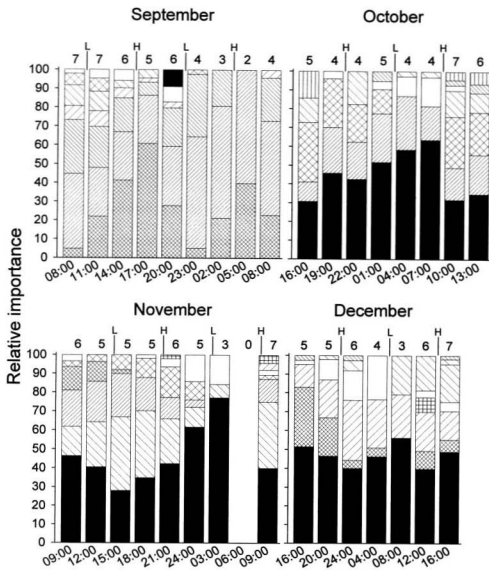 September October
L H L H H L H
7 7 6 5 6 4 3 2 4 5 4 4 5 4 4 7 6
100
90
80
70
60
50
40
30
20
10
0
08:00 11:00 14:00 17:00 20:00 23:00 02:00 05:00 08:00 16:00 19:00 22:00 01:00 04:00 07:00 10:00 13:00
Relative importance
November December
L H L H H L H
6 5 5 5 6 5 3 0 7 5 5 6 4 3 6 7
100
90
80
70
60
50
40
30
20
10
0
09:00 12:00 15:00 18:00 21:00 24:00 03:00 06:00 09:00 16:00 20:00 24:00 04:00 08:00 12:00 16:00